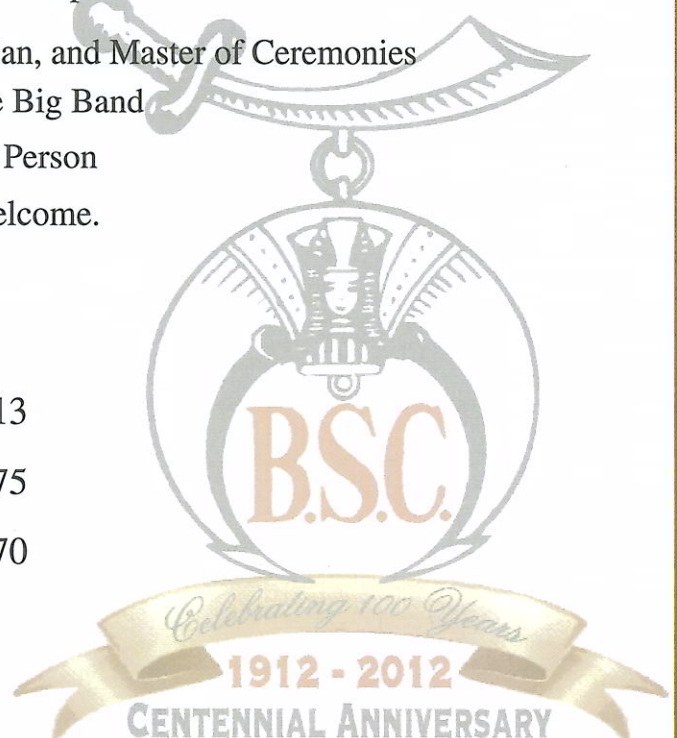 an, and Master of Ceremonies
e Big Band
Person
elcome.
13
75
70
B.S.C.
Celebrating 100 Years
1912 - 2012
CENTENNIAL ANNIVERSARY